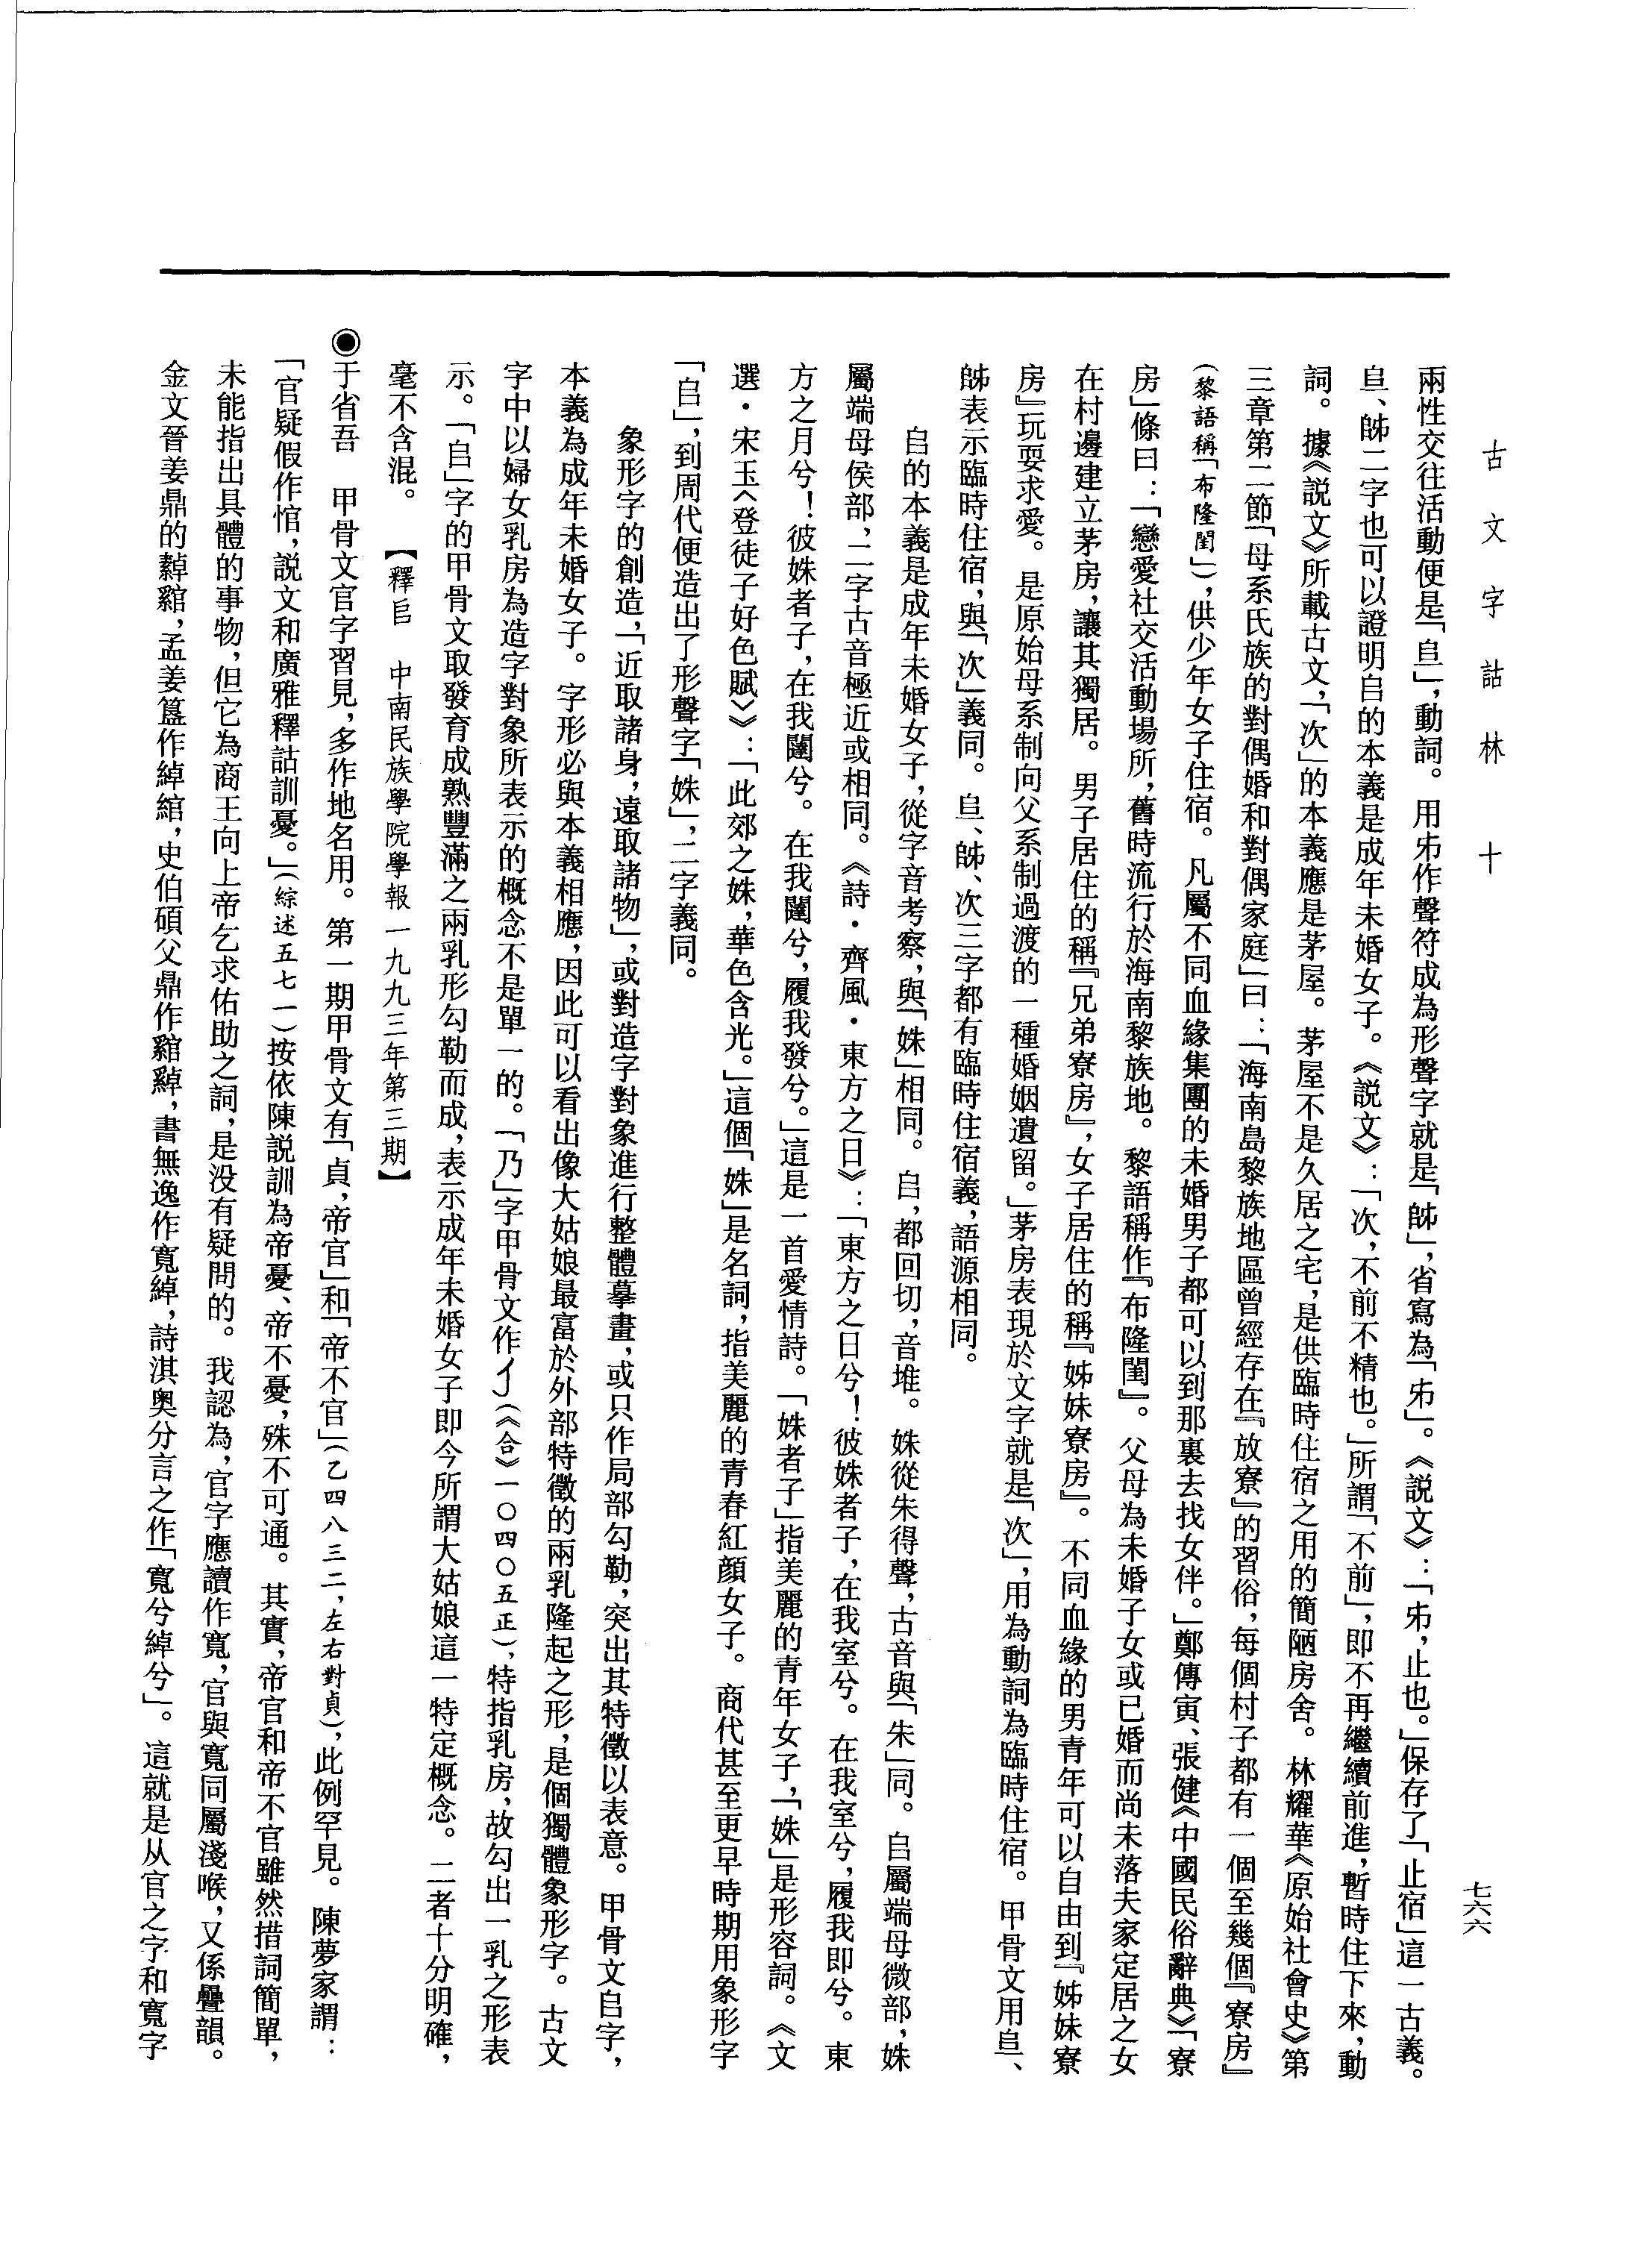 古文字詁林　十
七六六
兩性交往活動便是「𠂤」,動詞。用𠂔作聲符成為形聲字就是「𠂤𠂔」,省寫為「𠂔」。《説文》:「𠂔,止也。」保存了「止宿」這一古義。
二字也可以證明𠂤的本義是成年未婚女子。《説文》:「次,不前不精也。」所謂「不前」,即不再繼續前進,暫時住下來,動
詞。據《説文》所載古文,「次」的本義應是茅屋。茅屋不是久居之宅,是供臨時住宿之用的簡陋房舍。林耀華《原始社會史》第
三章第二節「母系氏族的對偶婚和對偶家庭」曰:「海南島黎族地區曾經存在『放寮』的習俗,每個村子都有一個至幾個『寮房』
(黎語稱「布隆閨」),供少年女子住宿。凡屬不同血緣集團的未婚男子都可以到那裏去找女伴。」鄭傳寅、張健《中國民俗辭典》「寮
房」條曰:「戀愛社交活動場所,舊時流行於海南黎族地。黎語稱作『布隆閨』。父母為未婚子女或已婚而尚未落夫家定居之女
在村邊建立茅房,讓其獨居。男子居住的稱『兄弟寮房』,女子居住的稱『姊妹寮房』。不同血緣的男青年可以自由到『姊妹寮
房』玩耍求愛。是原始母系制向父系制過渡的一種婚姻遺留。」茅房表現於文字就是「次」,用為動詞為臨時住宿。甲骨文用
表示臨時住宿,與「次」義同。次三字都有臨時住宿義,語源相同。
𠂤的本義是成年未婚女子,從字音考察,與「姝」相同。𠂤,都回切,音堆。姝從朱得聲,古音與「朱」同。𠂤屬端母微部,姝
屬端母侯部,二字古音極近或相同。《詩·齊風·東方之日》:「東方之日兮!彼姝者子,在我室兮。在我室兮,履我即兮。東
方之月兮!彼姝者子,在我闥兮。在我闥兮,履我發兮。」這是一首愛情詩。「姝者子」指美麗的青年女子,「姝」是形容詞。《文
選·宋玉〈登徒子好色賦〉》:「此郊之姝,華色含光。」這個「姝」是名詞,指美麗的青春紅顔女子。商代甚至更早時期用象形字
「𠂤」,到周代便造出了形聲字「姝」,二字義同。
象形字的創造,「近取諸身,遠取諸物」,或對造字對象進行整體摹畫,或只作局部勾勒,突出其特徵以表意。甲骨文𠂤字,
本義為成年未婚女子。字形必與本義相應,因此可以看出像大姑娘最富於外部特徵的兩乳隆起之形,是個獨體象形字。古文
字中以婦女乳房為造字對象所表示的概念不是單一的。「乃」字甲骨文作(《合》一〇四〇五正),特指乳房,故勾出一乳之形表
示。「𠂤」字的甲骨文取發育成熟豐滿之兩乳形勾勒而成,表示成年未婚女子即今所謂大姑娘這一特定概念。二者十分明確,
毫不含混。【釋𠂤　中南民族學院學報一九九三年第三期】
◉于省吾　甲骨文官字習見,多作地名用。第一期甲骨文有「貞,帝官」和「帝不官」(乙四八三二,左右對貞),此例罕見。陳夢家謂:
「官疑假作悺,説文和廣雅釋詁訓憂。」(綜述五七一)按依陳説訓為帝憂、帝不憂,殊不可通。其實,帝官和帝不官雖然措詞簡單,
未能指出具體的事物,但它為商王向上帝乞求佑助之詞,是没有疑問的。我認為,官字應讀作寬,官與寬同屬淺喉,又係疊韻。
金文晉姜鼎的綰,孟姜簋作綽綰,史伯碩父鼎作綰綽,書無逸作寬綽,詩淇奥分言之作「寬兮綽兮」。這就是从官之字和寬字